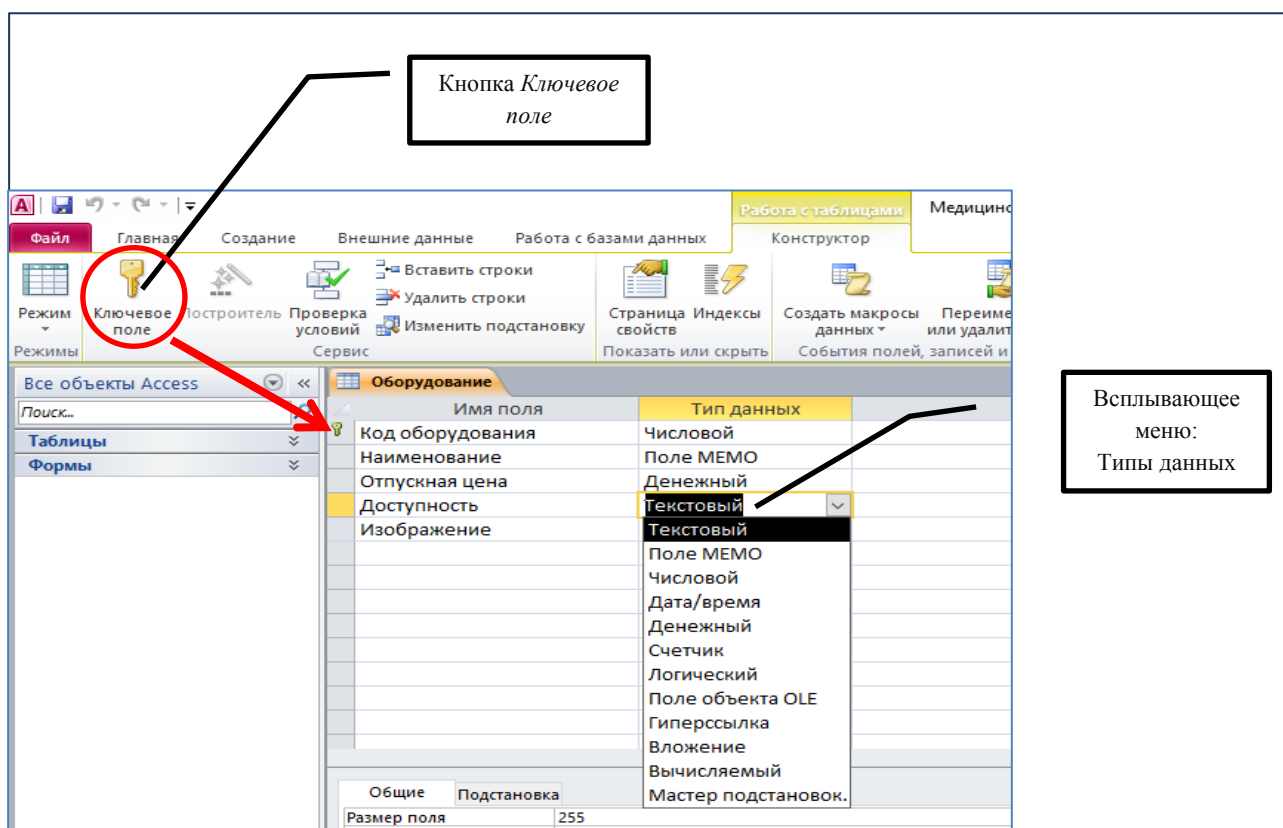 Кнопка Ключевое
поле
Работа с таблицами
Медицинс
Файл Главная Создание Внешние данные Работа с базами данных Конструктор
Вставить строки
Удалить строки
Изменить подстановку
Режим Ключевое поле Построитель Проверка условий Страница свойств Индексы Создать макросы данных Переиме или удалит
Режимы Сервис Показать или скрыть События полей, записей и
Все объекты Access
Поиск...
Таблицы
Формы
Оборудование
Имя поля Тип данных
Код оборудования Числовой
Наименование Поле МЕМО
Отпускная цена Денежный
Доступность Текстовый
Изображение
Текстовый
Поле МЕМО
Числовой
Дата/время
Денежный
Счетчик
Логический
Поле объекта OLE
Гиперссылка
Вложение
Вычисляемый
Мастер подстановок.
Общие Подстановка
Размер поля 255
Всплывающее
меню:
Типы данных